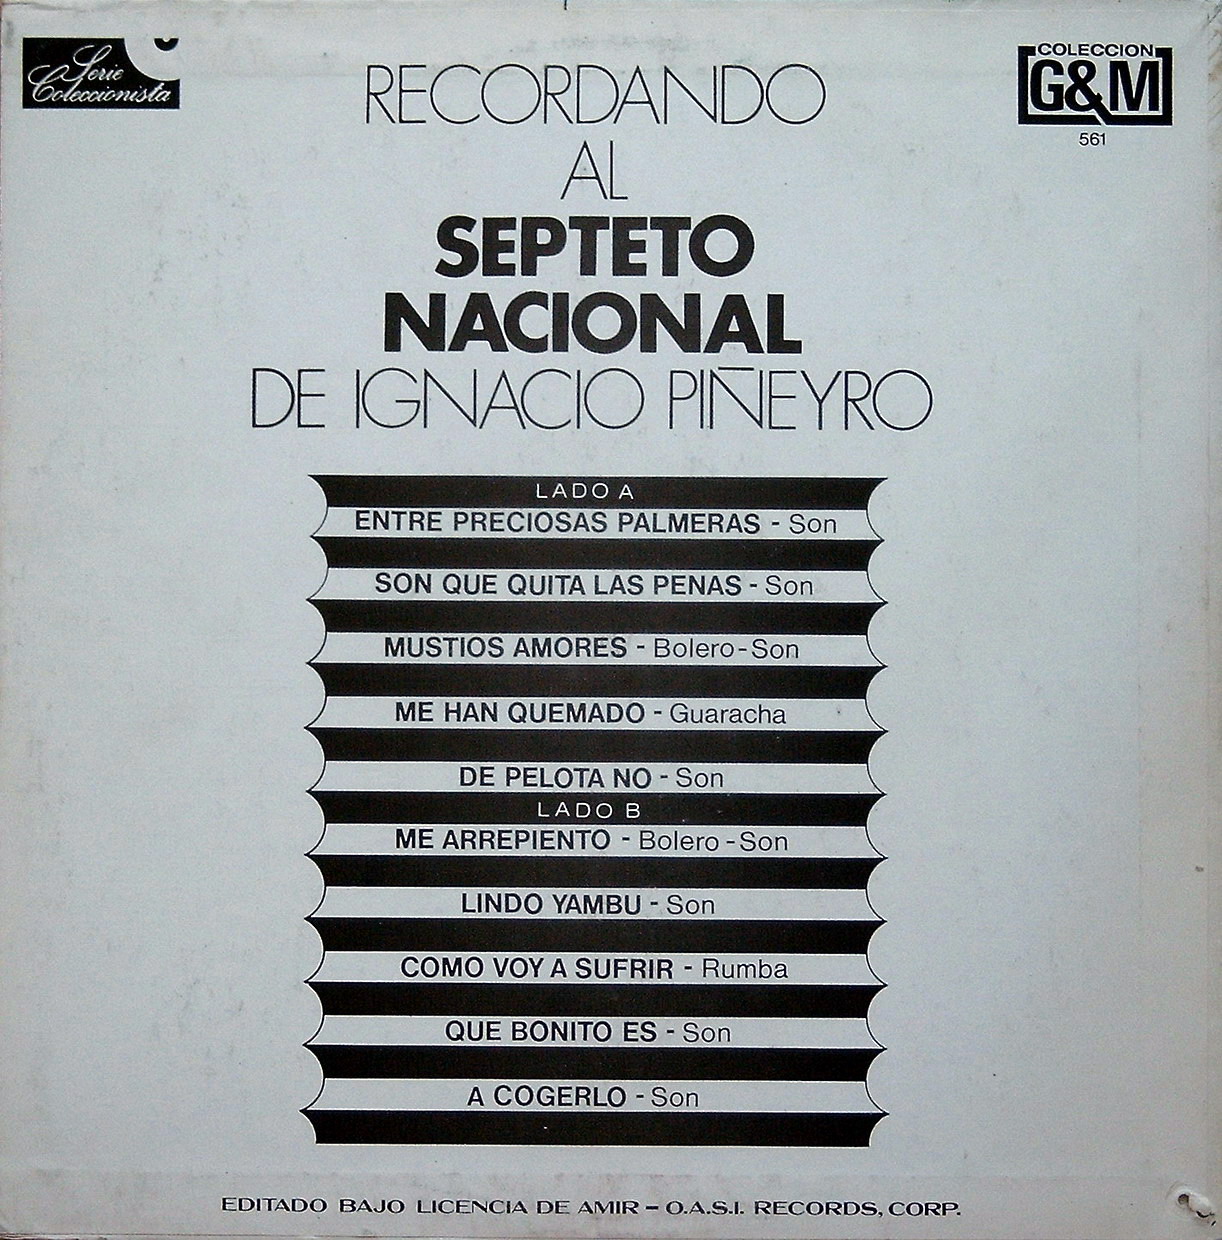 Serie
Coleccionista
COLECCION
G&M
561
RECORDANDO
AL
SEPTETO
NACIONAL
DE IGNACIO PIÑEYRO
LADO A
ENTRE PRECIOSAS PALMERAS - Son
SON QUE QUITA LAS PENAS - Son
MUSTIOS AMORES - Bolero-Son
ME HAN QUEMADO - Guaracha
DE PELOTA NO - Son
LADO B
ME ARREPIENTO - Bolero-Son
LINDO YAMBU - Son
COMO VOY A SUFRIR - Rumba
QUE BONITO ES - Son
A COGERLO - Son
EDITADO BAJO LICENCIA DE AMIR – O.A.S.I. RECORDS, CORP.